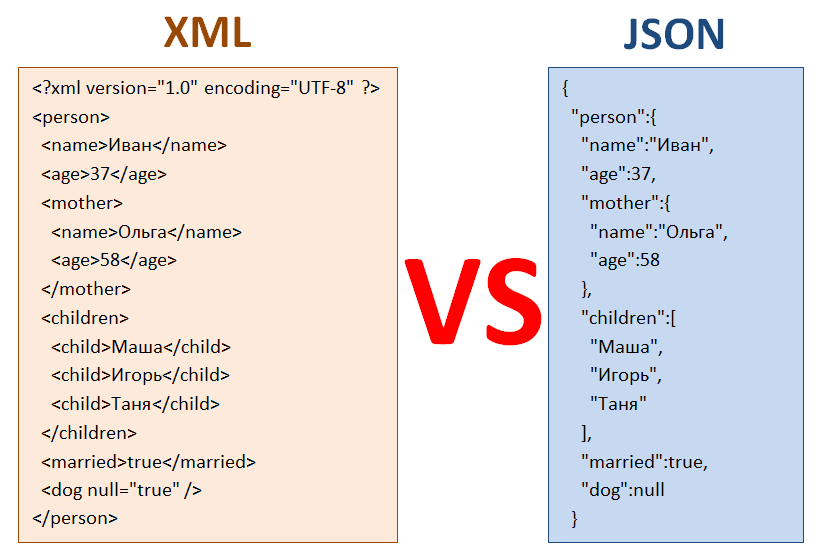 XML
<?xml version="1.0" encoding="UTF-8" ?>
<person>
  <name>Иван</name>
  <age>37</age>
  <mother>
    <name>Ольга</name>
    <age>58</age>
  </mother>
  <children>
    <child>Маша</child>
    <child>Игорь</child>
    <child>Таня</child>
  </children>
  <married>true</married>
  <dog null="true" />
</person>
VS
JSON
{
  "person":{
    "name":"Иван",
    "age":37,
    "mother":{
      "name":"Ольга",
      "age":58
    },
    "children":[
      "Маша",
      "Игорь",
      "Таня"
    ],
    "married":true,
    "dog":null
  }